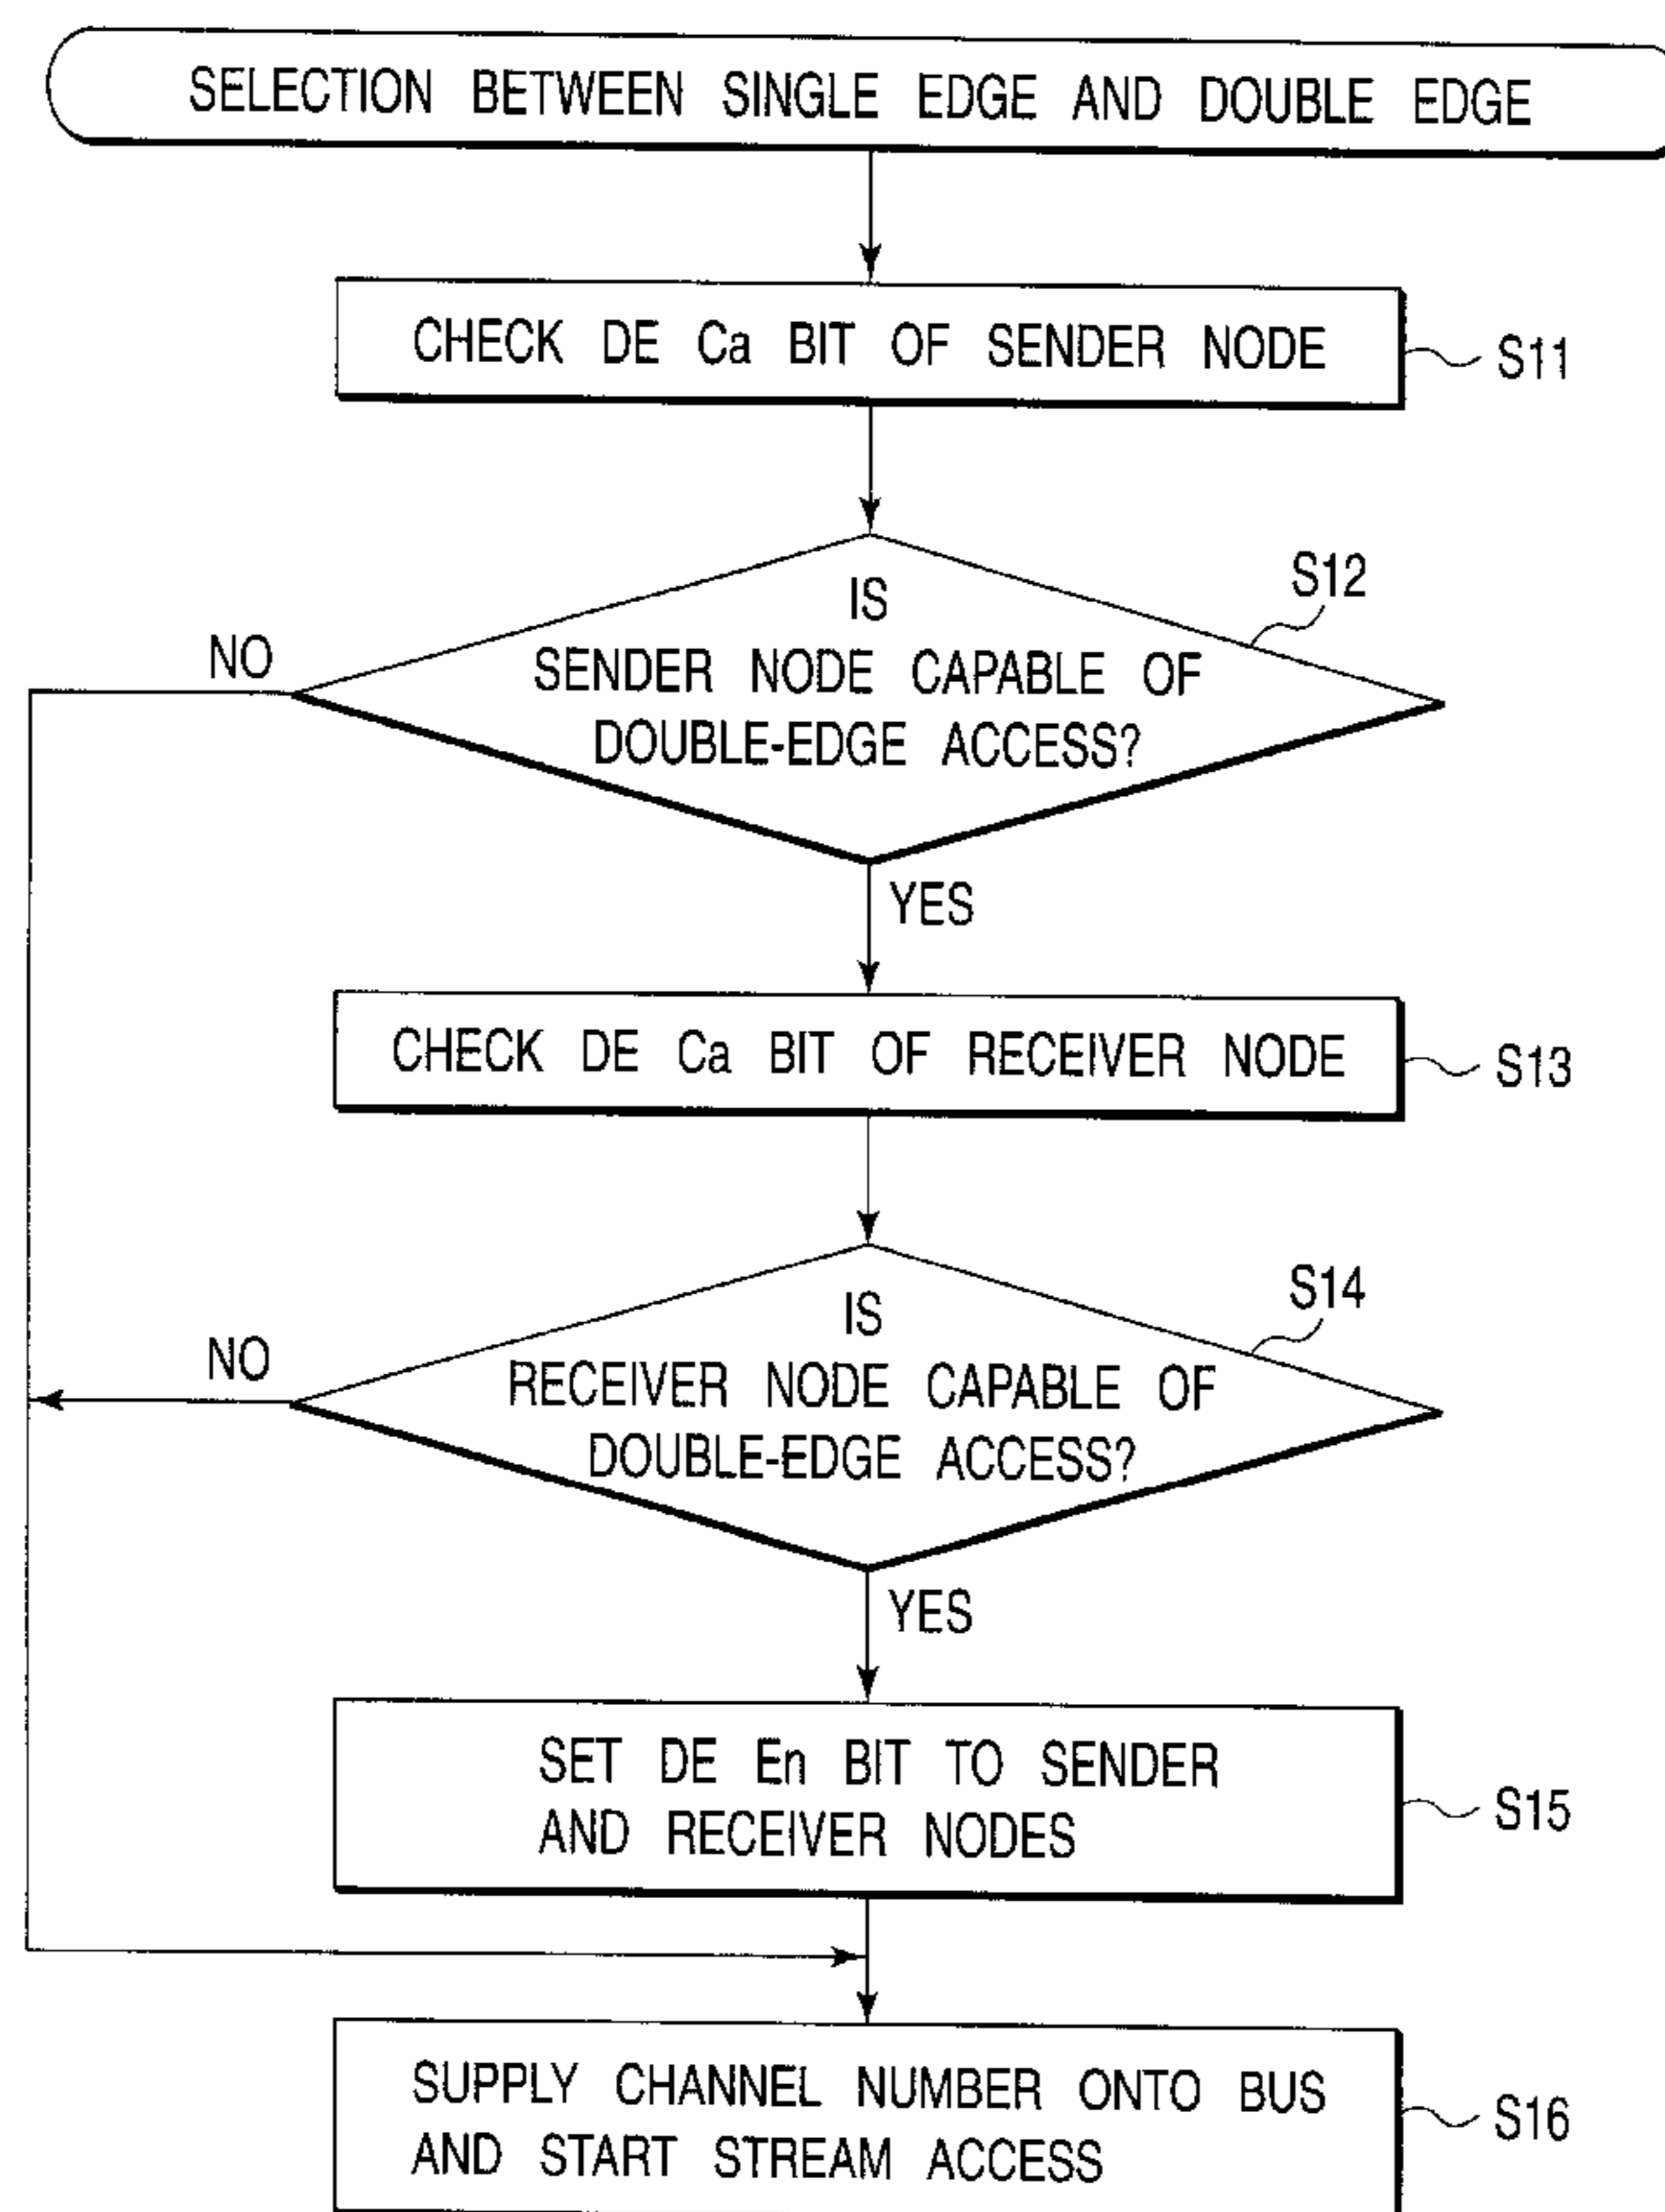 SELECTION BETWEEN SINGLE EDGE AND DOUBLE EDGE
CHECK DE Ca BIT OF SENDER NODE
S11
S12
IS
NO
SENDER NODE CAPABLE OF
DOUBLE-EDGE ACCESS?
YES
CHECK DE Ca BIT OF RECEIVER NODE
S13
S14
IS
NO
RECEIVER NODE CAPABLE OF
DOUBLE-EDGE ACCESS?
YES
SET DE En BIT TO SENDER
AND RECEIVER NODES
S15
SUPPLY CHANNEL NUMBER ONTO BUS
AND START STREAM ACCESS
S16